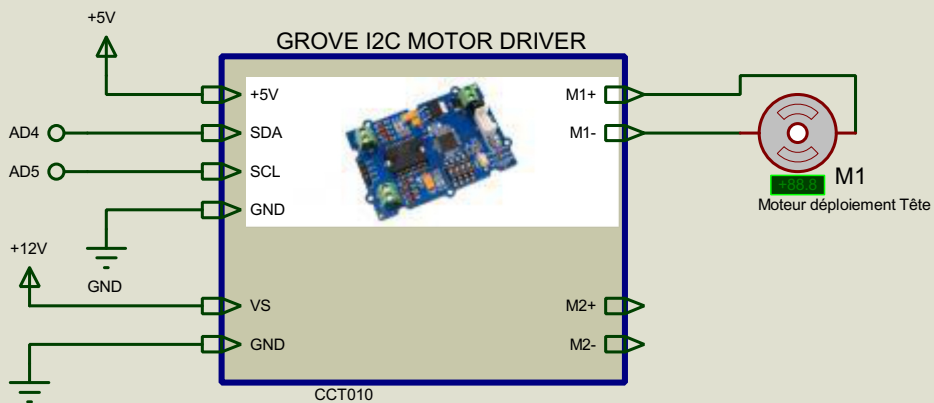 +5V
GROVE I2C MOTOR DRIVER
+5V
M1+
AD4
SDA
M1-
AD5
SCL
M1
+88.8
GND
Moteur déploiement Tête
+12V
GND
VS
M2+
GND
M2-
CCT010